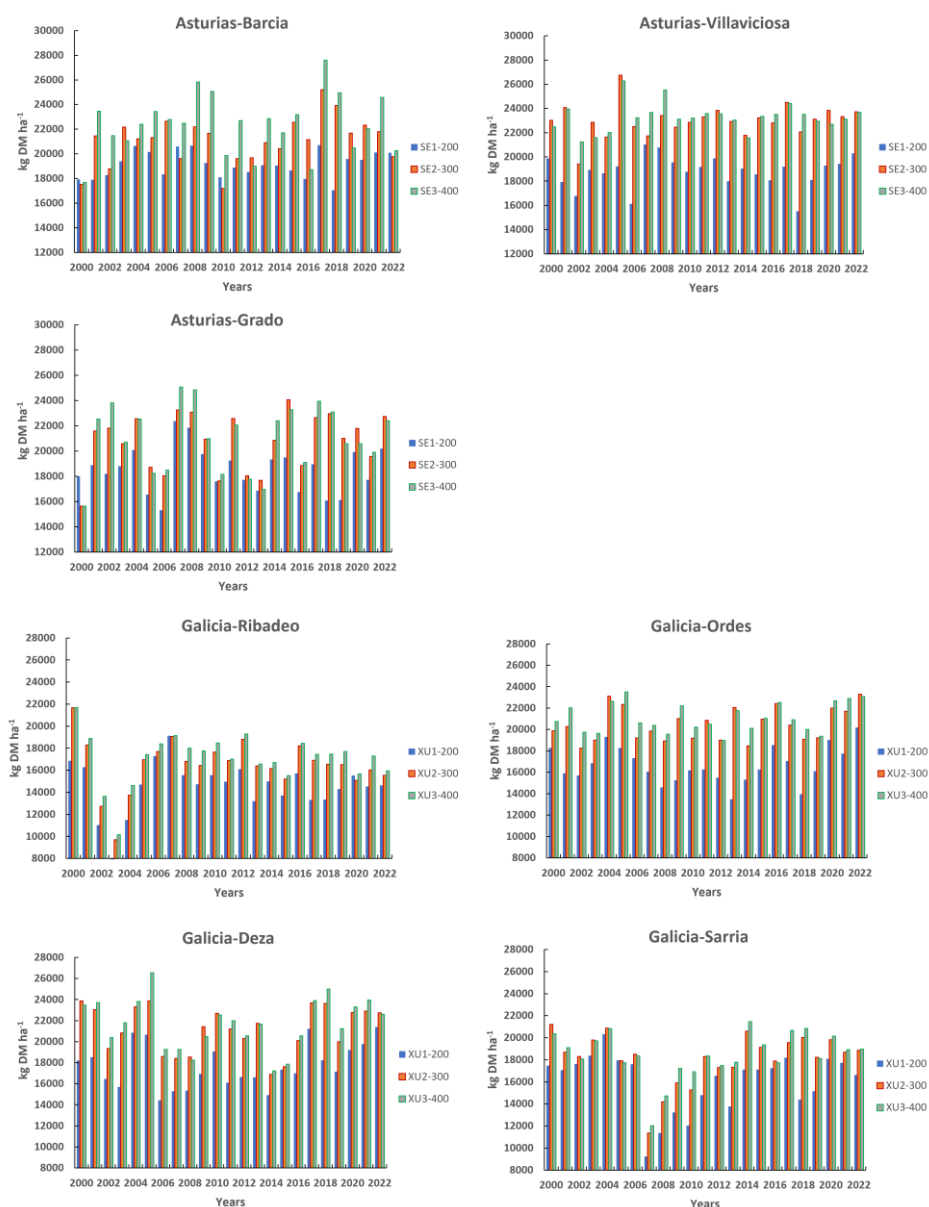 Asturias-Barcia
kg DM ha-1
30000
28000
26000
24000
22000
20000
18000
16000
14000
12000
2000 2002 2004 2006 2008 2010 2012 2014 2016 2018 2020 2022
Years
SE1-200
SE2-300
SE3-400
Asturias-Villaviciosa
kg DM ha-1
30000
28000
26000
24000
22000
20000
18000
16000
14000
12000
2000 2002 2004 2006 2008 2010 2012 2014 2016 2018 2020 2022
Years
SE1-200
SE2-300
SE3-400
Asturias-Grado
kg DM ha-1
30000
28000
26000
24000
22000
20000
18000
16000
14000
12000
2000 2002 2004 2006 2008 2010 2012 2014 2016 2018 2020 2022
Years
SE1-200
SE2-300
SE3-400
Galicia-Ribadeo
kg DM ha-1
28000
26000
24000
22000
20000
18000
16000
14000
12000
10000
8000
2000 2002 2004 2006 2008 2010 2012 2014 2016 2018 2020 2022
Years
XU1-200
XU2-300
XU3-400
Galicia-Ordes
kg DM ha-1
28000
26000
24000
22000
20000
18000
16000
14000
12000
10000
8000
2000 2002 2004 2006 2008 2010 2012 2014 2016 2018 2020 2022
Years
XU1-200
XU2-300
XU3-400
Galicia-Deza
kg DM ha-1
28000
26000
24000
22000
20000
18000
16000
14000
12000
10000
8000
2000 2002 2004 2006 2008 2010 2012 2014 2016 2018 2020 2022
Years
XU1-200
XU2-300
XU3-400
Galicia-Sarria
kg DM ha-1
28000
26000
24000
22000
20000
18000
16000
14000
12000
10000
8000
2000 2002 2004 2006 2008 2010 2012 2014 2016 2018 2020 2022
Years
XU1-200
XU2-300
XU3-400